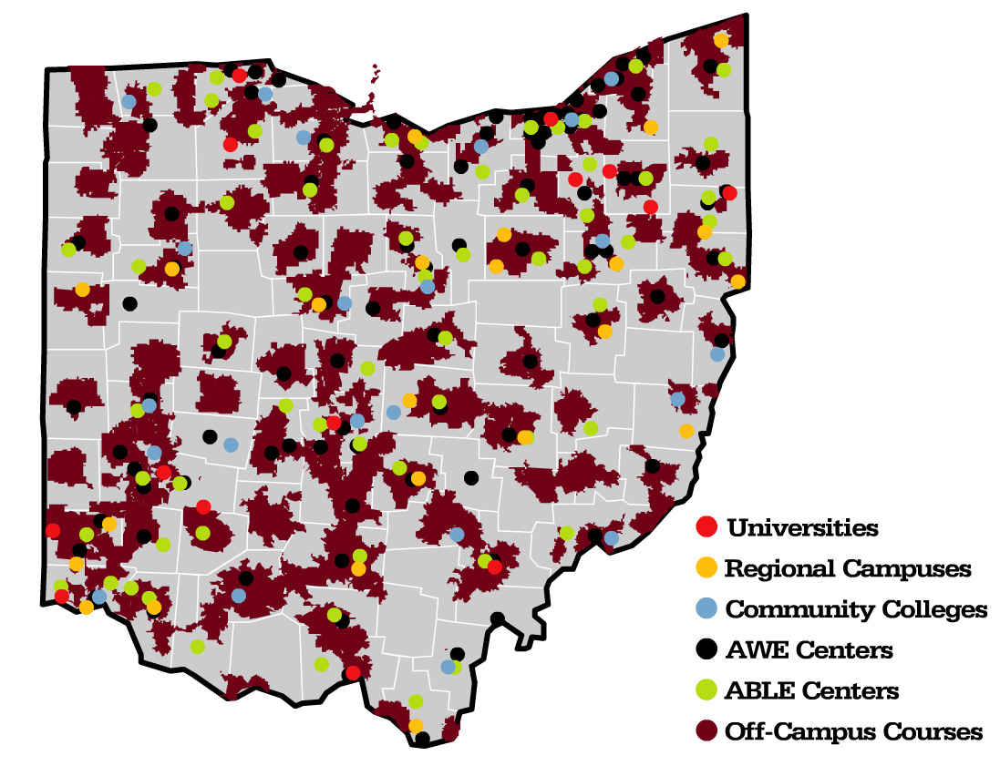 Universities
Regional Campuses
Community Colleges
AWE Centers
ABLE Centers
Off-Campus Courses